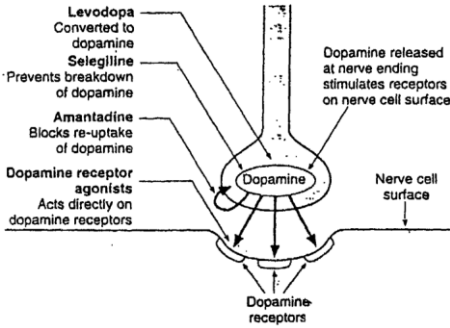 Levodopa
Converted to
dopamine
Selegiline
Prevents breakdown
of dopamine
Amantadine
Blocks re-uptake
of dopamine
Dopamine receptor
agonists
Acts directly on
dopamine receptors
Dopamine released
at nerve ending
stimulates receptors
on nerve cell surface
Dopamine
Nerve cell
surface
Dopamine
receptors